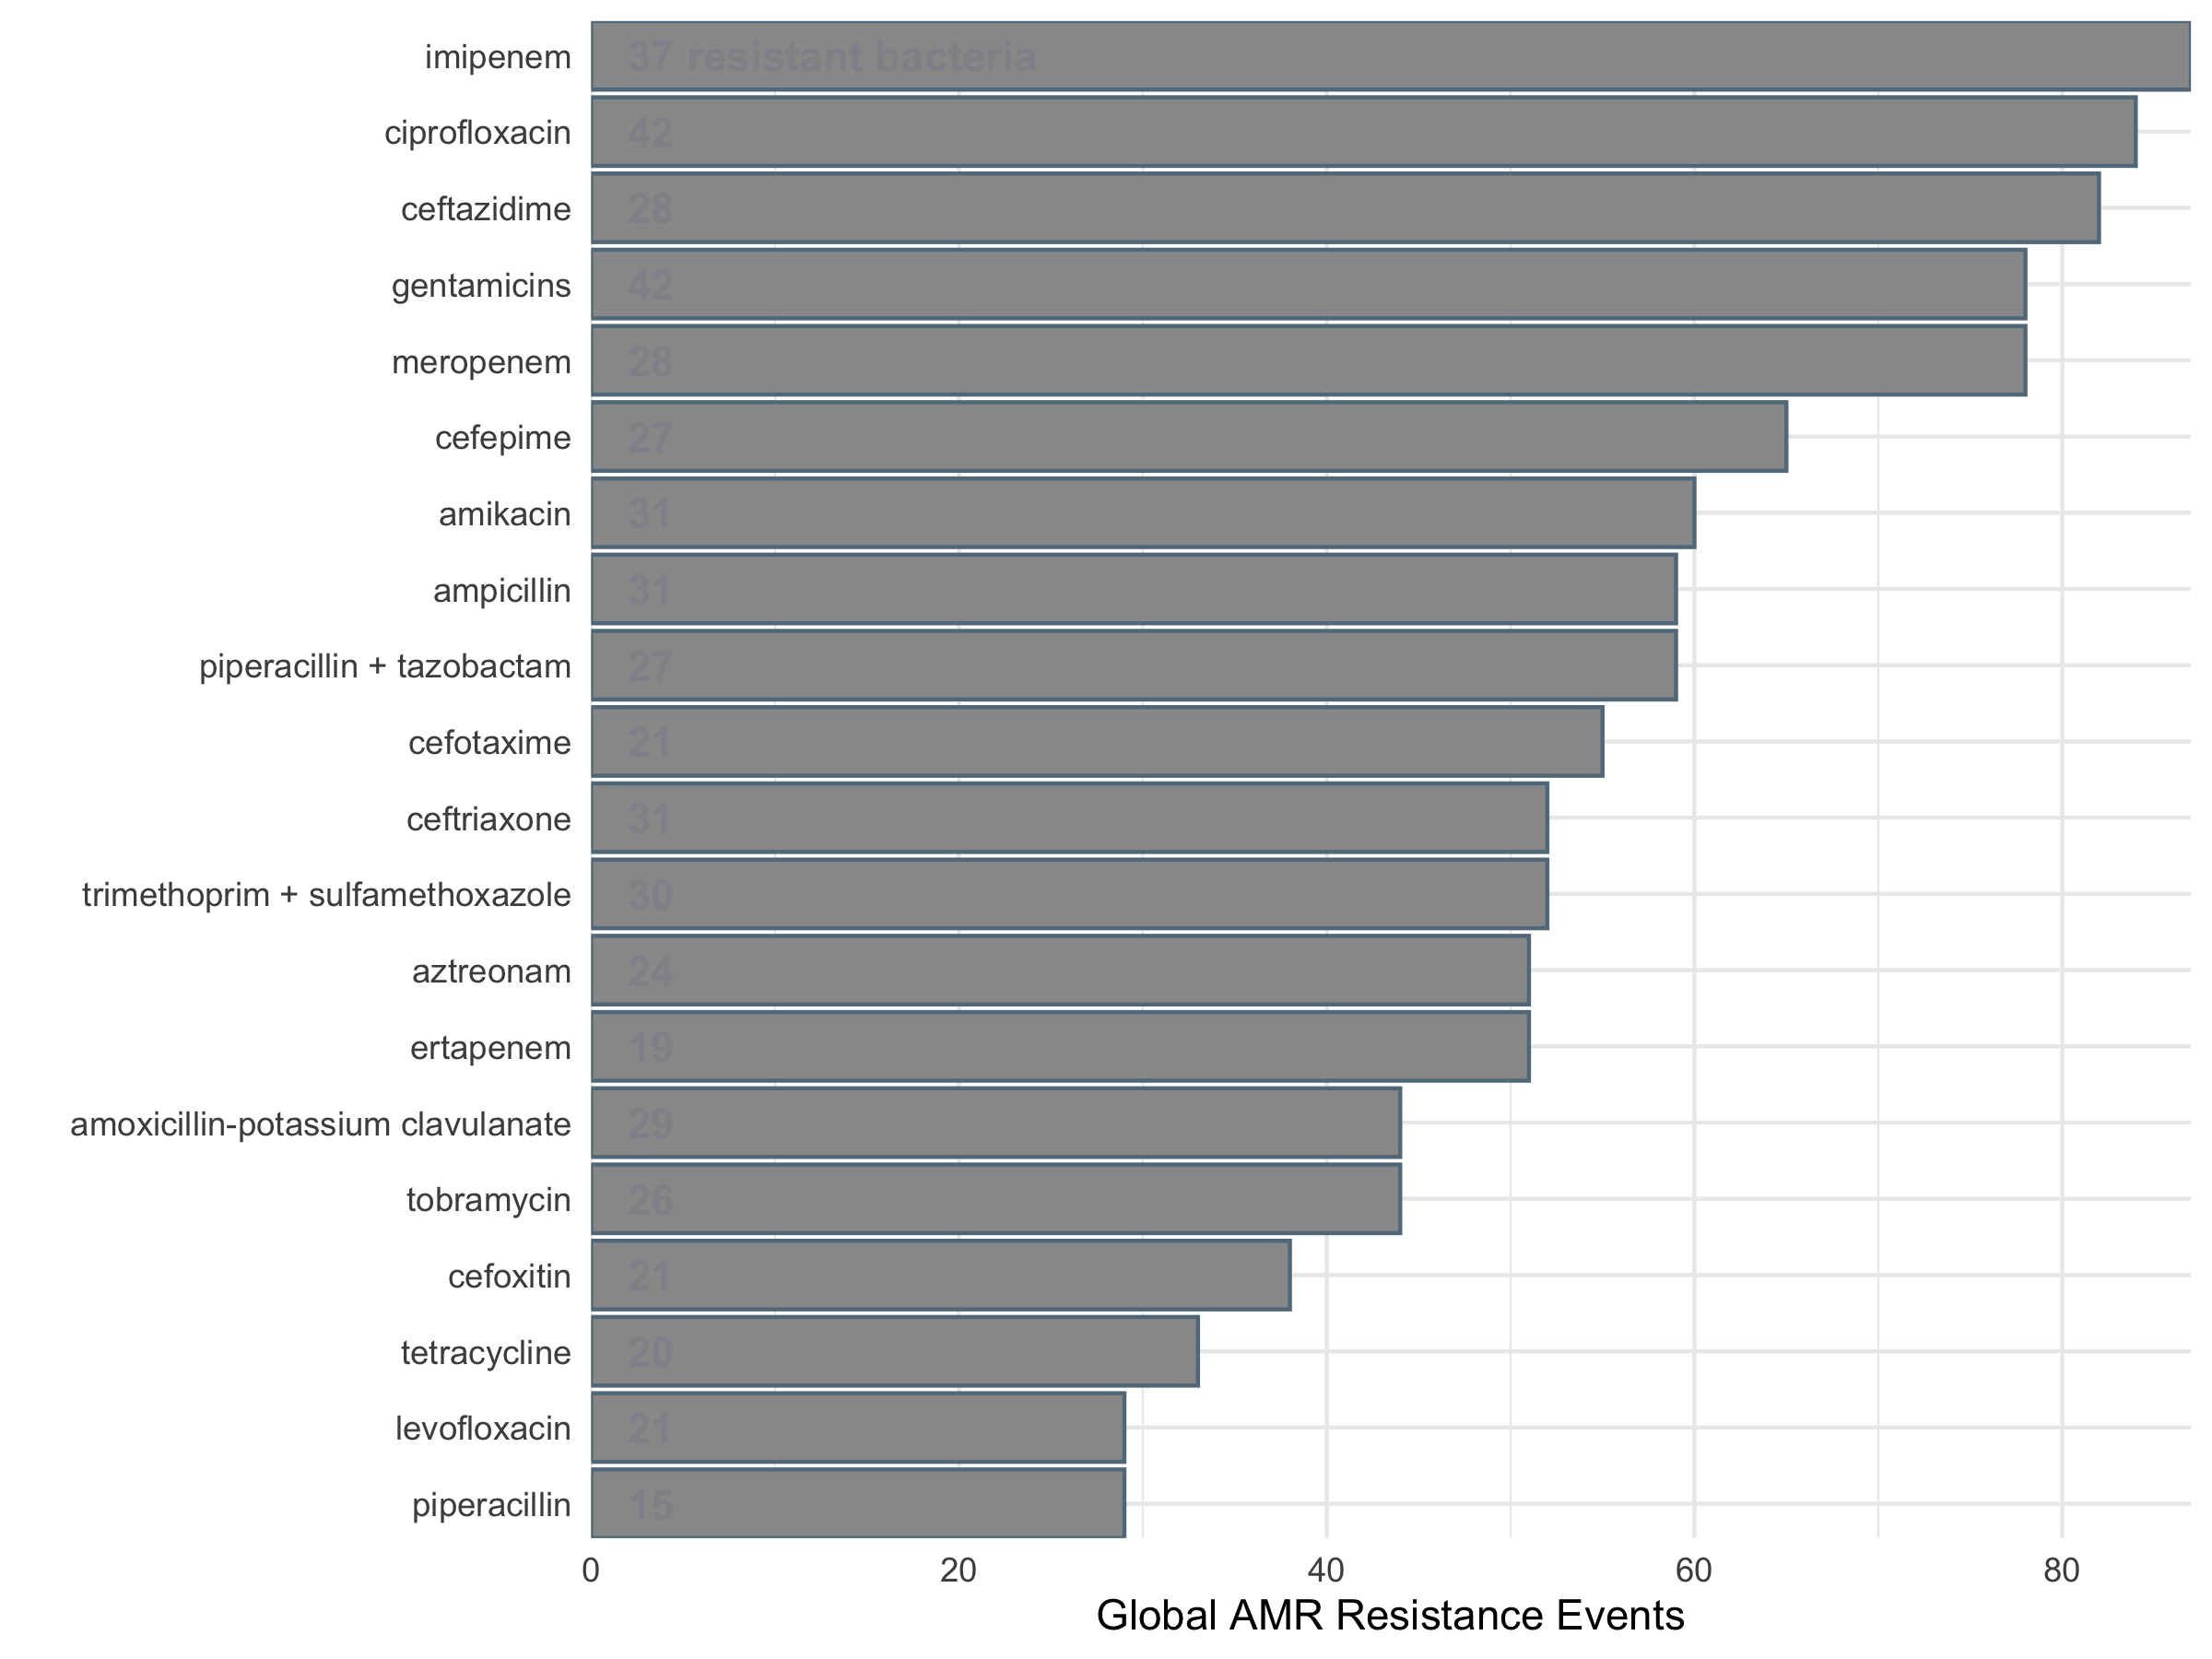 imipenem 37 resistant bacteria
ciprofloxacin 42
ceftazidime 28
gentamicins 42
meropenem 28
cefepime 27
amikacin 31
ampicillin 31
piperacillin + tazobactam 27
cefotaxime 21
ceftriaxone 31
trimethoprim + sulfamethoxazole 30
aztreonam 24
ertapenem 19
amoxicillin-potassium clavulanate 29
tobramycin 26
cefoxitin 21
tetracycline 20
levofloxacin 21
piperacillin 15
0 20 40 60 80
Global AMR Resistance Events